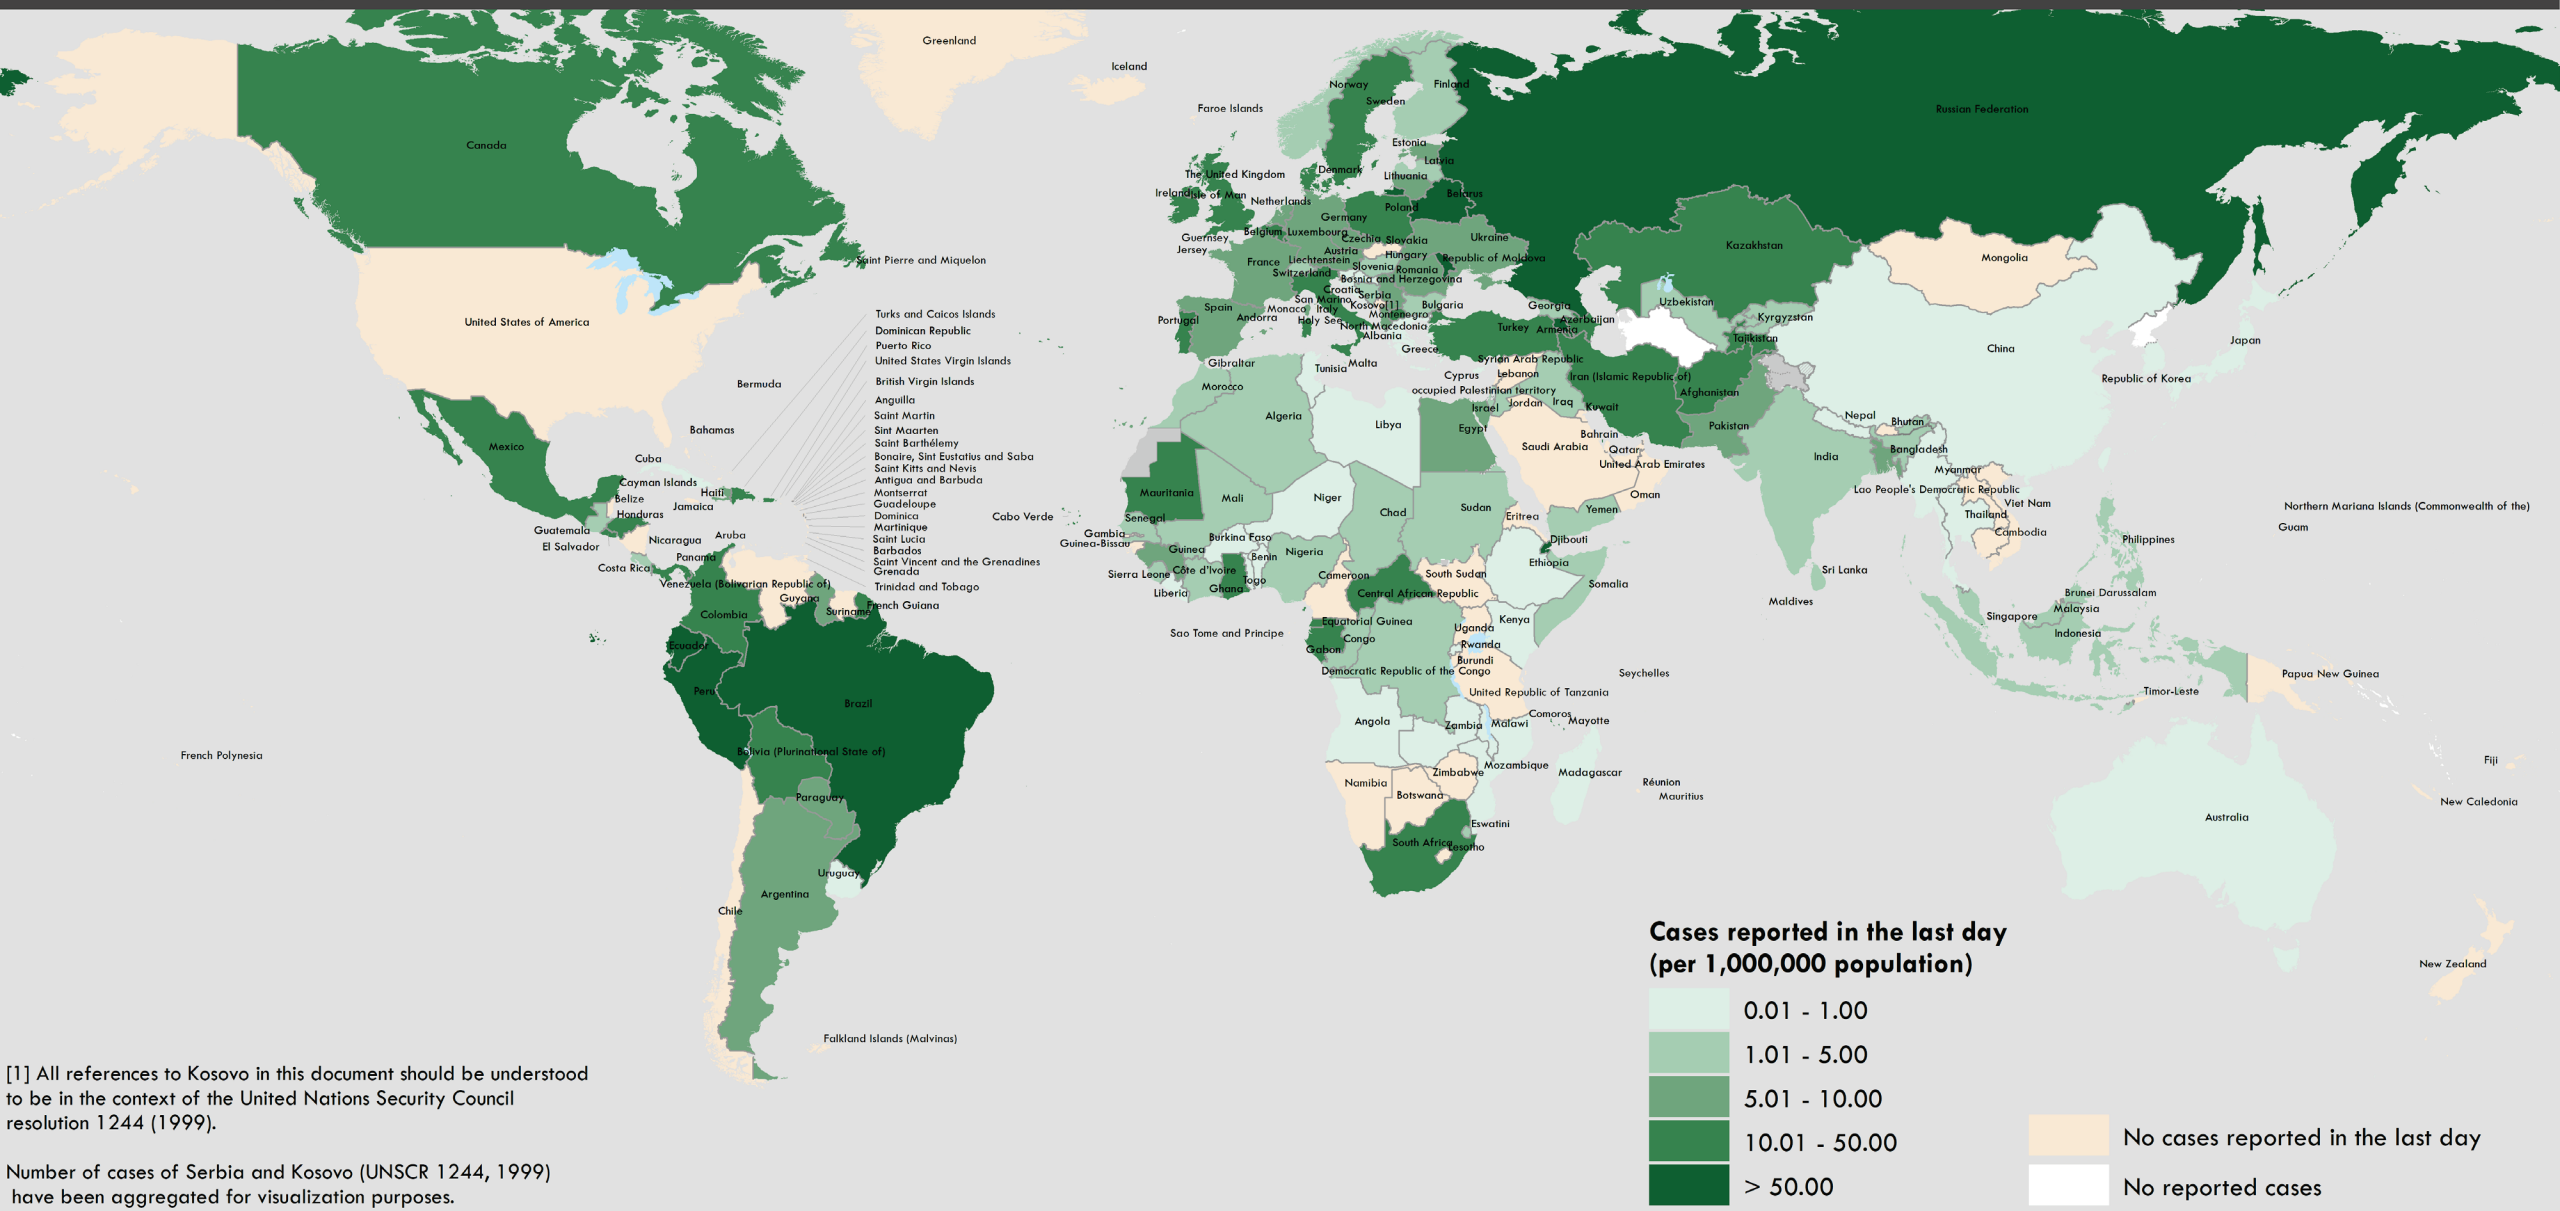 Greenland
Iceland
Faroe Islands
Norway
Finland
Sweden
Russian Federation
Canada
Estonia
Latvia
Lithuania
Denmark
The United Kingdom
Ireland
Isle of Man
Netherlands
Belarus
Poland
Germany
Guernsey
Jersey
Belgium
Luxembourg
Czechia
Slovakia
Ukraine
Austria
Hungary
Republic of Moldova
France
Liechtenstein
Switzerland
Slovenia
Romania
Bosnia and Herzegovina
Croatia
Serbia
San Marino
Italy
Monaco
Kosovo[1]
Bulgaria
Montenegro
Spain
Andorra
Portugal
Holy See
North Macedonia
Albania
Greece
Georgia
Azerbaijan
Turkey
Armenia
Kazakhstan
Mongolia
Uzbekistan
Kyrgyzstan
Tajikistan
China
Japan
Republic of Korea
Saint Pierre and Miquelon
United States of America
Bermuda
Bahamas
Mexico
Cuba
Turks and Caicos Islands
Dominican Republic
Puerto Rico
United States Virgin Islands
British Virgin Islands
Anguilla
Saint Martin
Sint Maarten
Saint Barthélemy
Bonaire, Sint Eustatius and Saba
Saint Kitts and Nevis
Antigua and Barbuda
Montserrat
Guadeloupe
Dominica
Martinique
Saint Lucia
Barbados
Saint Vincent and the Grenadines
Grenada
Trinidad and Tobago
Cayman Islands
Haiti
Belize
Jamaica
Honduras
Guatemala
El Salvador
Nicaragua
Aruba
Panama
Costa Rica
Venezuela (Bolivarian Republic of)
Guyana
Suriname
French Guiana
Colombia
Ecuador
Peru
Brazil
Bolivia (Plurinational State of)
Paraguay
Uruguay
Argentina
Chile
French Polynesia
Falkland Islands (Malvinas)
Gibraltar
Tunisia
Malta
Morocco
Algeria
Libya
Cyprus
Syrian Arab Republic
Lebanon
occupied Palestinian territory
Israel
Jordan
Iraq
Iran (Islamic Republic of)
Kuwait
Afghanistan
Pakistan
Egypt
Saudi Arabia
Bahrain
Qatar
United Arab Emirates
Oman
Yemen
Nepal
Bhutan
India
Bangladesh
Myanmar
Lao People's Democratic Republic
Viet Nam
Thailand
Cambodia
Northern Mariana Islands (Commonwealth of the)
Guam
Philippines
Sri Lanka
Maldives
Brunei Darussalam
Malaysia
Singapore
Indonesia
Papua New Guinea
Timor-Leste
Cabo Verde
Mauritania
Mali
Niger
Chad
Sudan
Eritrea
Senegal
Gambia
Guinea-Bissau
Guinea
Burkina Faso
Benin
Nigeria
Sierra Leone
Côte d'Ivoire
Togo
Ghana
Liberia
Cameroon
South Sudan
Central African Republic
Djibouti
Ethiopia
Somalia
Sao Tome and Principe
Equatorial Guinea
Congo
Gabon
Uganda
Kenya
Rwanda
Burundi
Democratic Republic of the Congo
United Republic of Tanzania
Seychelles
Angola
Zambia
Malawi
Comoros
Mayotte
Mozambique
Zimbabwe
Namibia
Botswana
Madagascar
Réunion
Mauritius
Eswatini
South Africa
Lesotho
Fiji
New Caledonia
Australia
New Zealand
[1] All references to Kosovo in this document should be understood
to be in the context of the United Nations Security Council
resolution 1244 (1999).
Number of cases of Serbia and Kosovo (UNSCR 1244, 1999)
have been aggregated for visualization purposes.
Cases reported in the last day
(per 1,000,000 population)
0.01 - 1.00
1.01 - 5.00
5.01 - 10.00
10.01 - 50.00
> 50.00
No cases reported in the last day
No reported cases